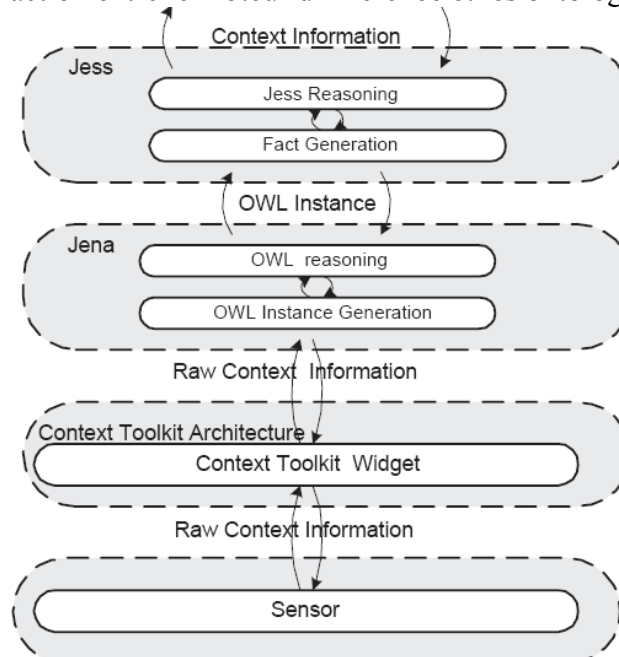 Context Information
Jess
Jess Reasoning
Fact Generation
OWL Instance
Jena
OWL reasoning
OWL Instance Generation
Raw Context Information
Context Toolkit Architecture
Context Toolkit Widget
Raw Context Information
Sensor